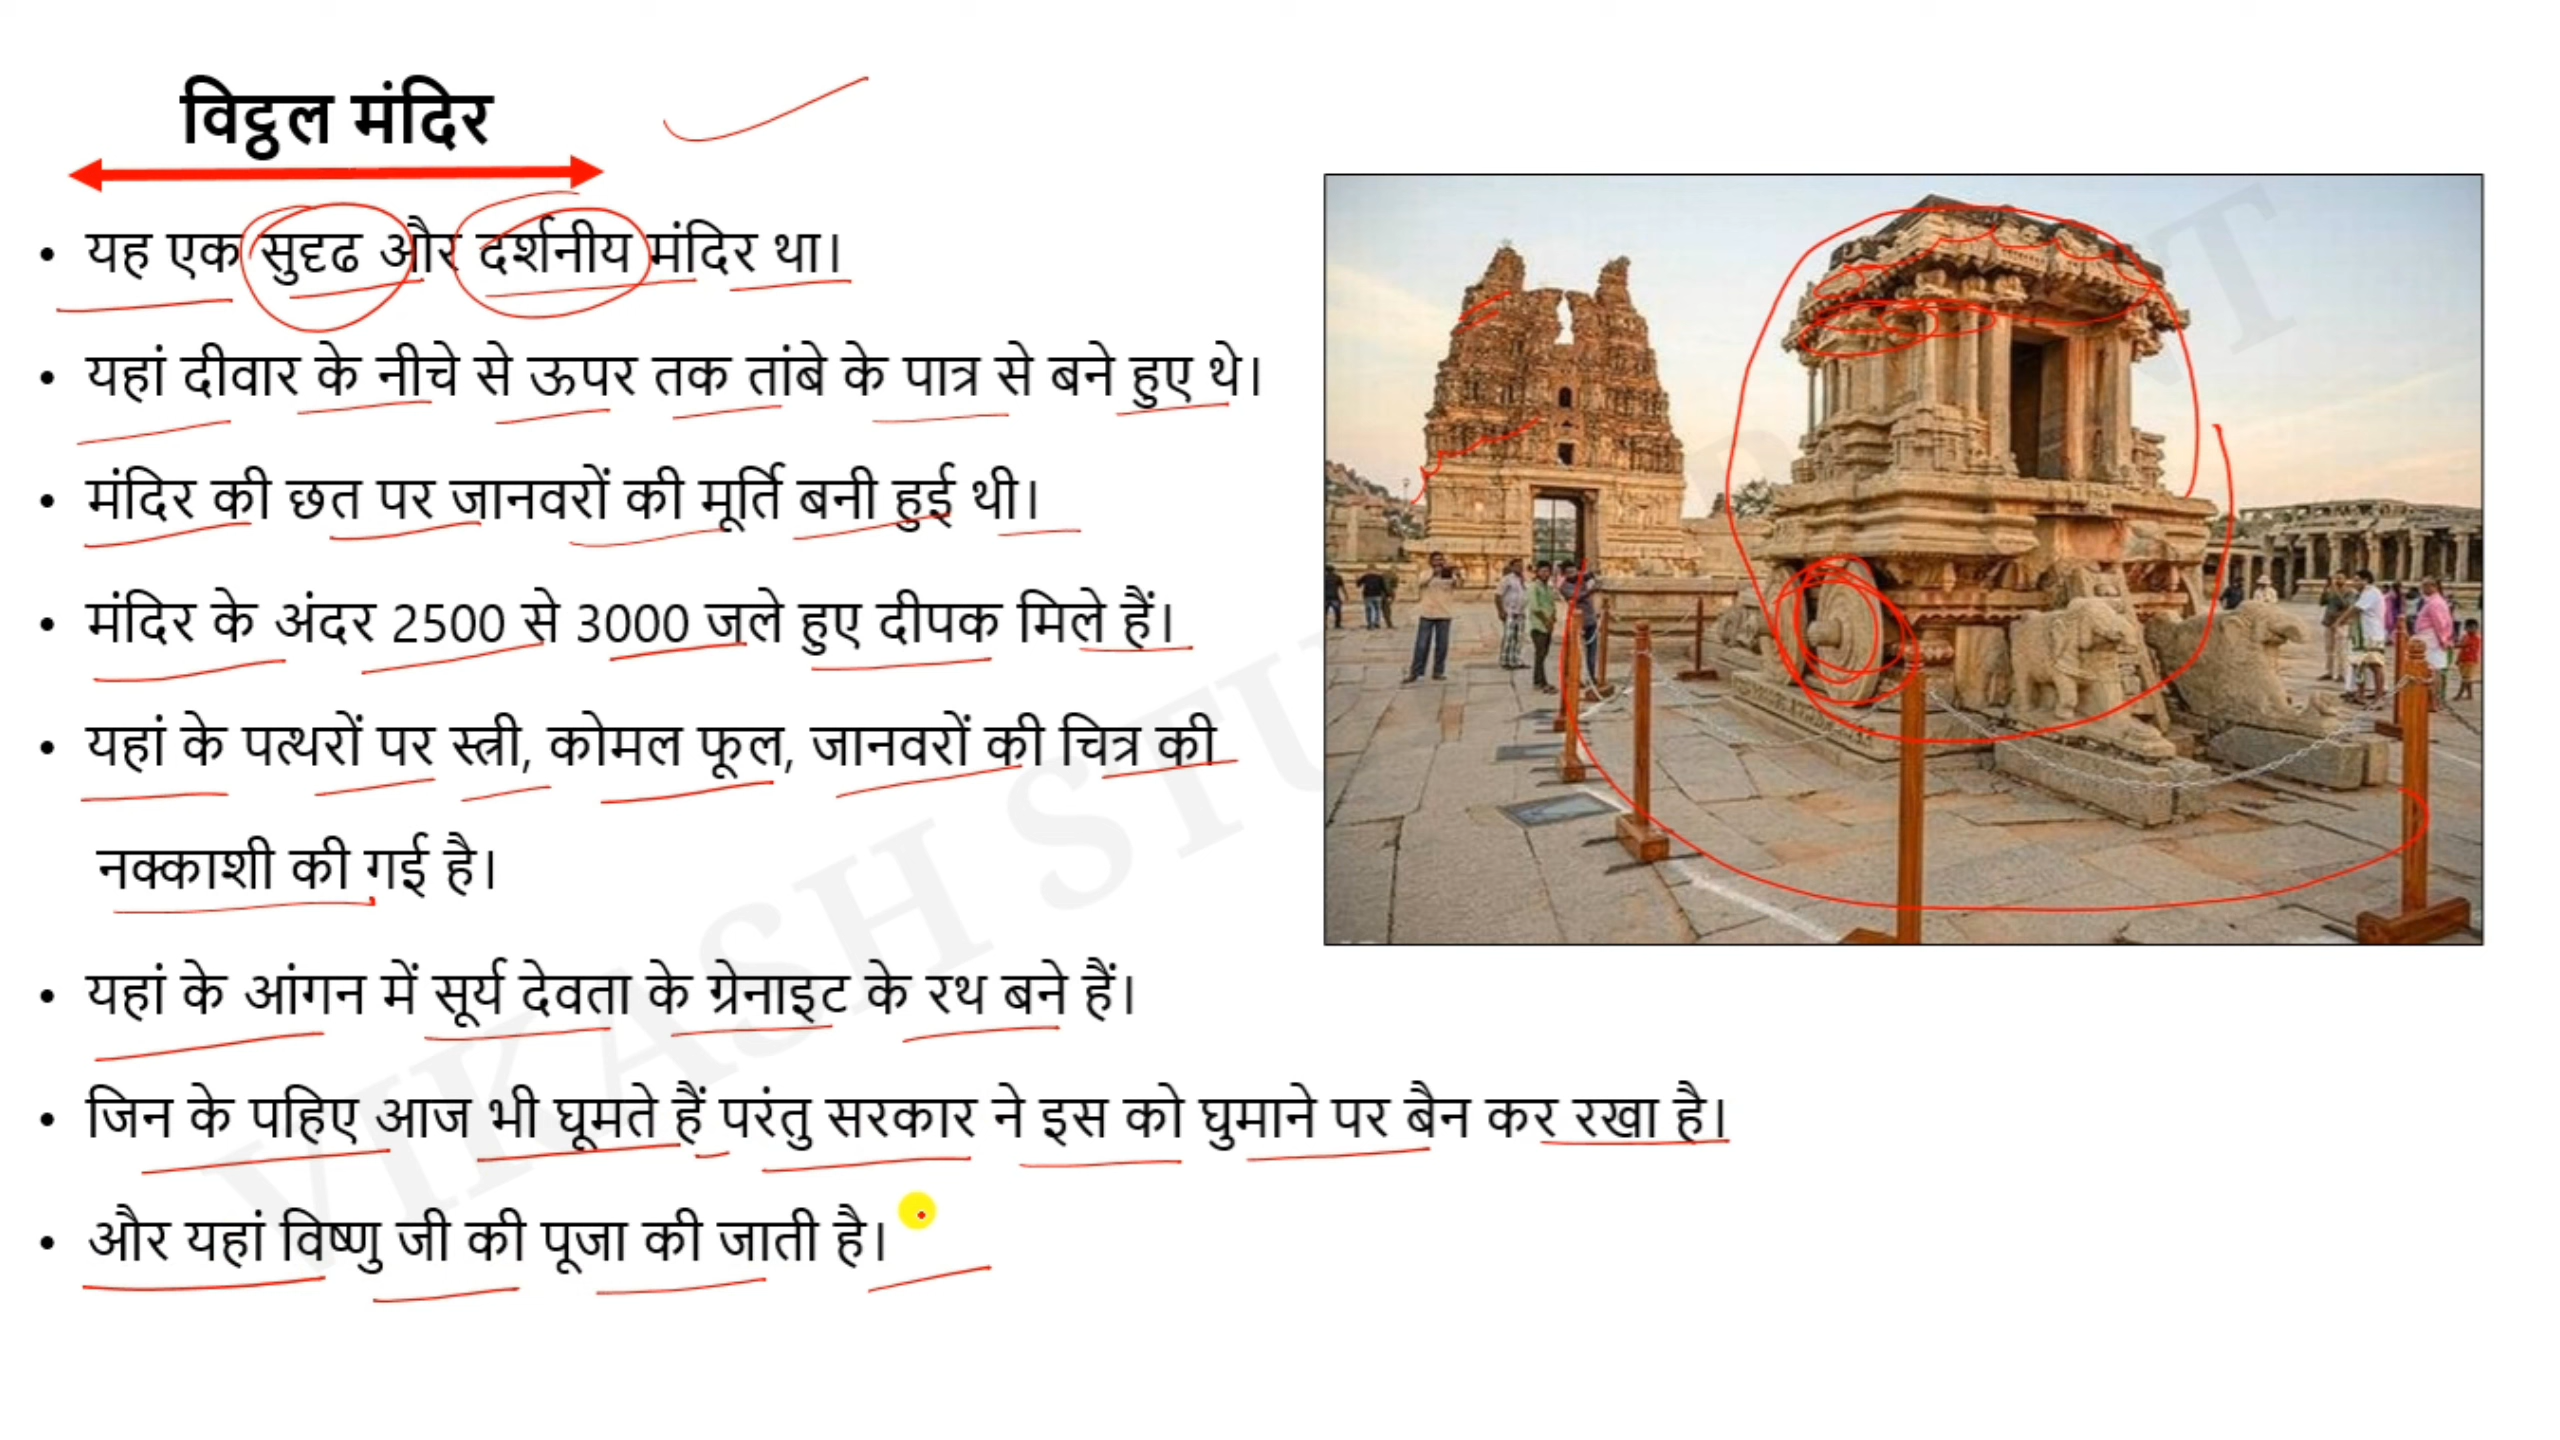 विट्ठल मंदिर
• यह एक सुदृढ और दर्शनीय मंदिर था।
• यहां दीवार के नीचे से ऊपर तक तांबे के पात्र से बने हुए थे।
• मंदिर की छत पर जानवरों की मूर्ति बनी हुई थी।
• मंदिर के अंदर 2500 से 3000 जले हुए दीपक मिले हैं।
• यहां के पत्थरों पर स्त्री, कोमल फूल, जानवरों की चित्र की
नक्काशी की गई है।
• यहां के आंगन में सूर्य देवता के ग्रेनाइट के रथ बने हैं।
• जिन के पहिए आज भी घूमते हैं परंतु सरकार ने इस को घुमाने पर बैन कर रखा है।
• और यहां विष्णु जी की पूजा की जाती है।